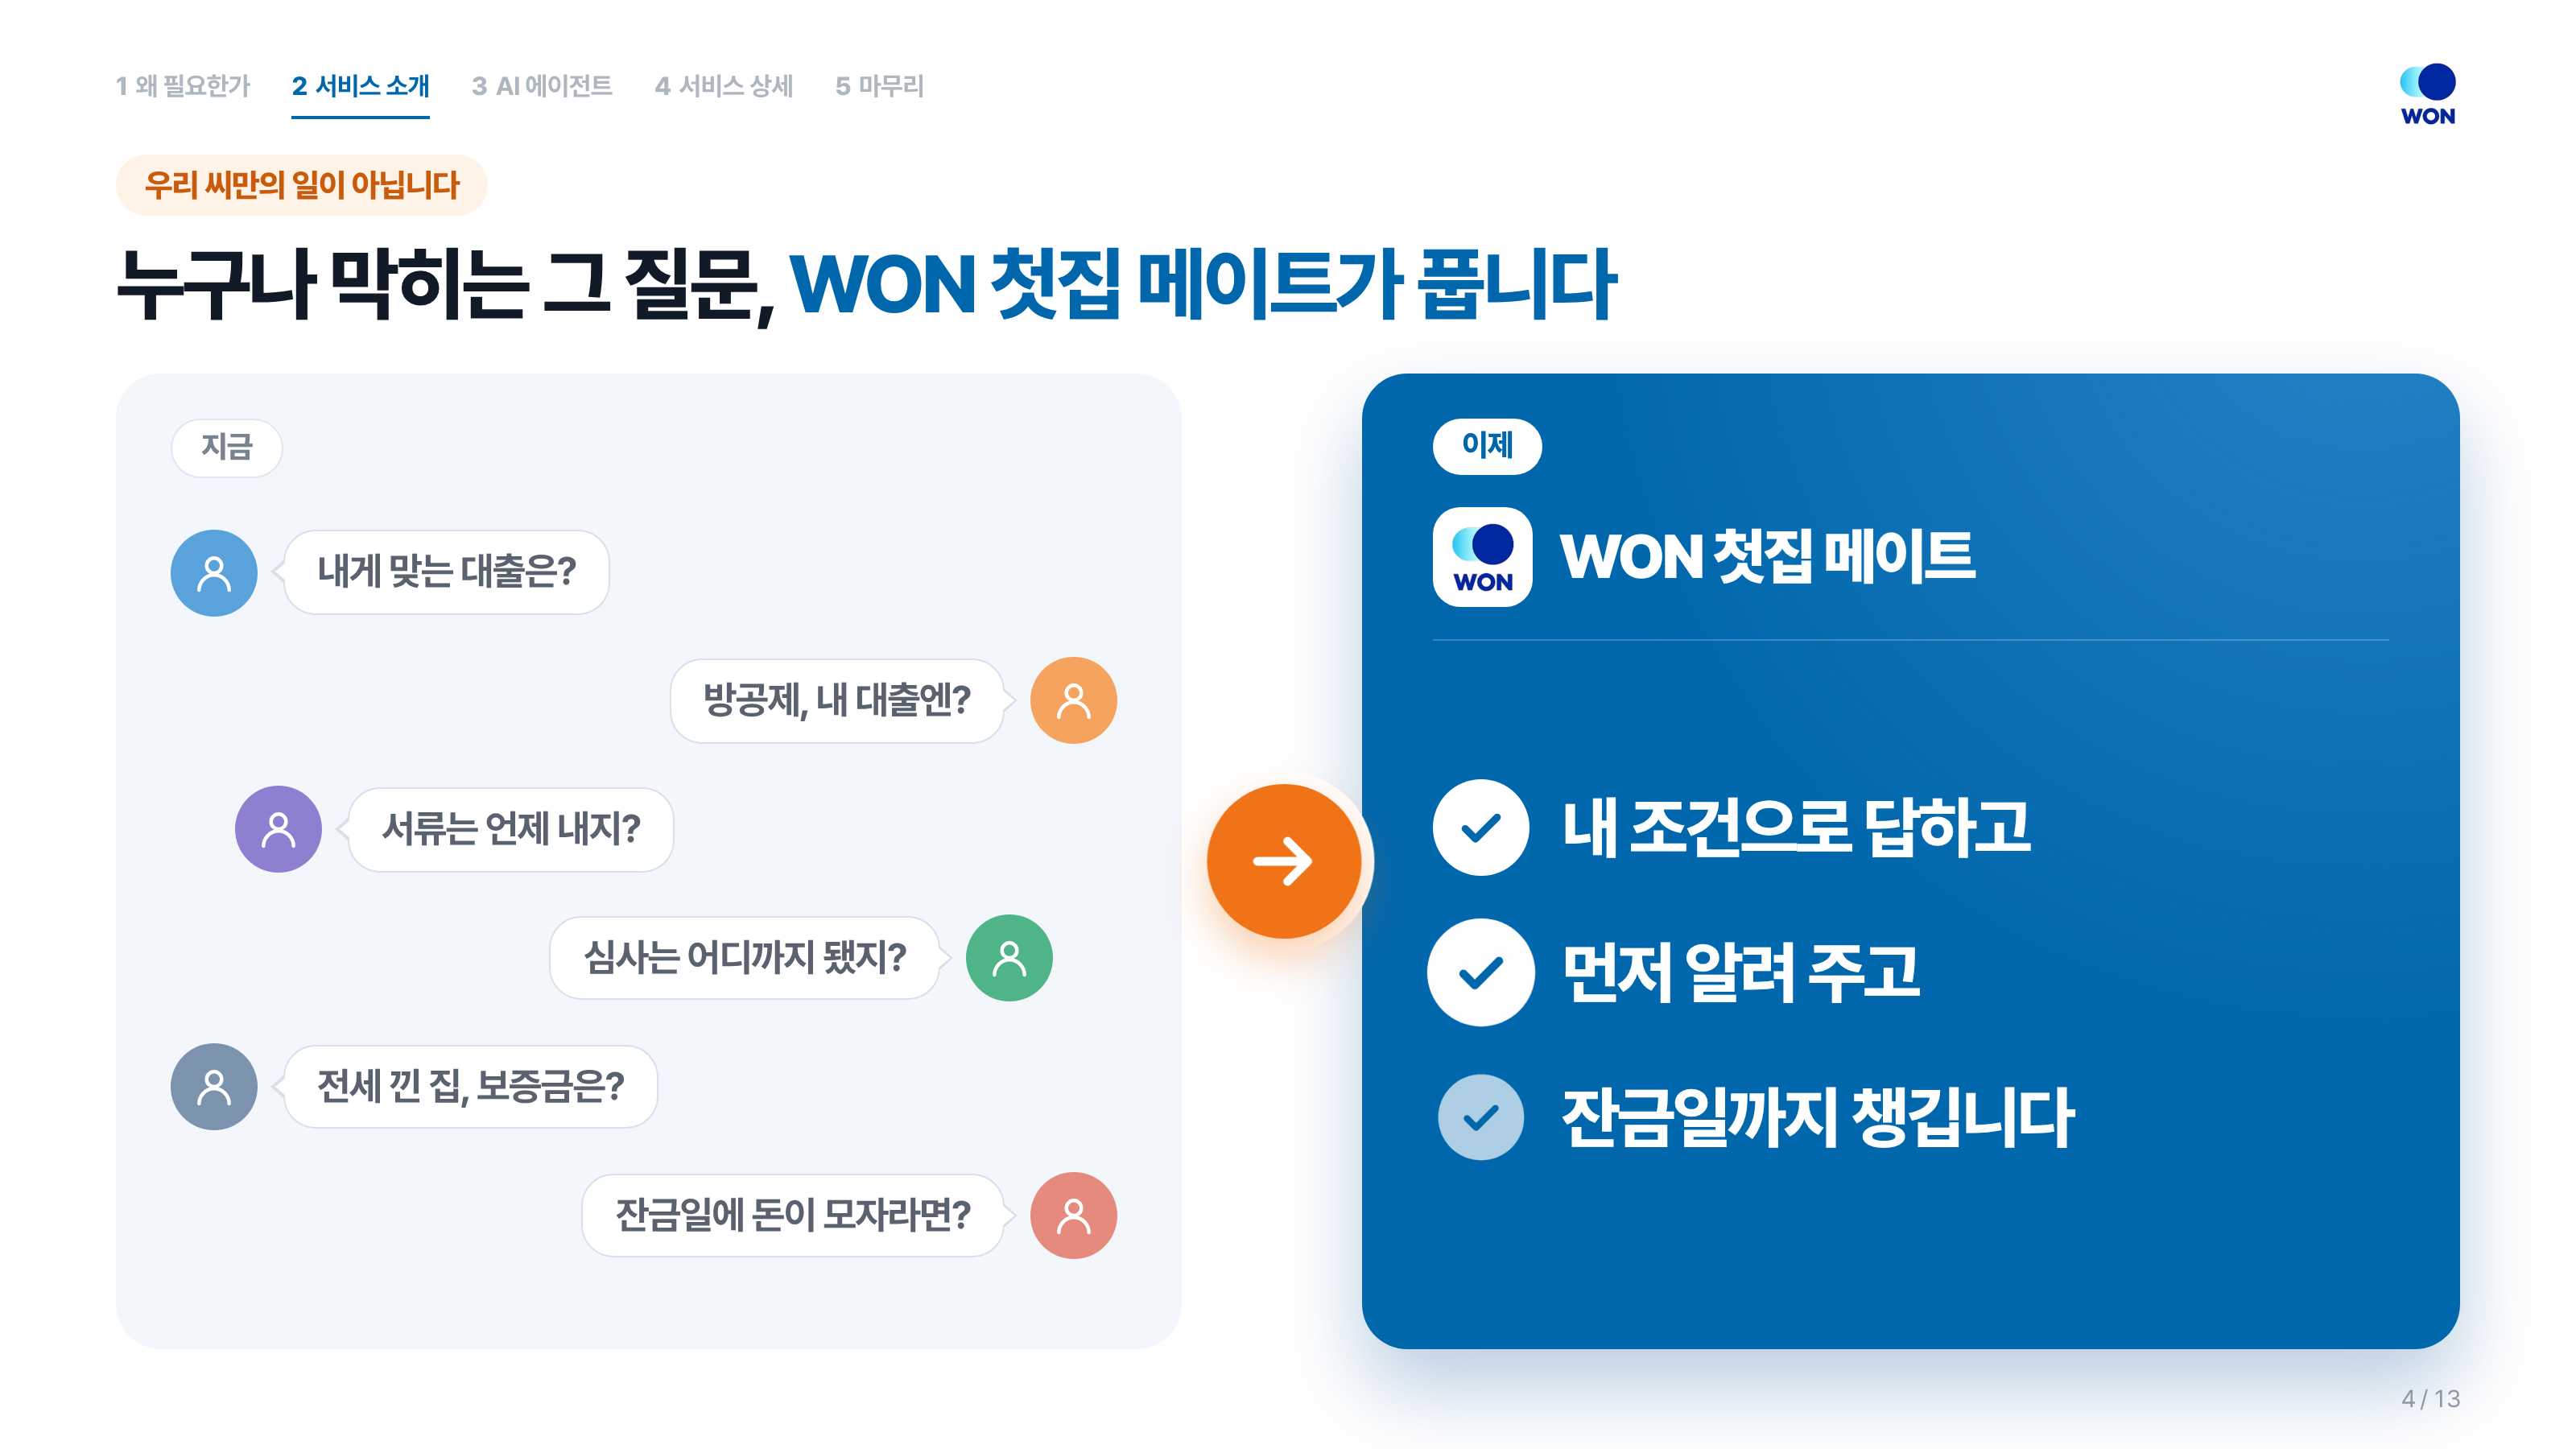 1 왜 필요한가 2 서비스 소개 3 AI 에이전트 4 서비스 상세 5 마무리
WON
우리 씨만의 일이 아닙니다
누구나 막히는 그 질문, WON 첫집 메이트가 풉니다
지금
내게 맞는 대출은?
방공제, 내 대출엔?
서류는 언제 내지?
심사는 어디까지 됐지?
전세 낀 집, 보증금은?
잔금일에 돈이 모자라면?
이제
WON
WON 첫집 메이트
내 조건으로 답하고
먼저 알려 주고
잔금일까지 챙깁니다
4 / 13